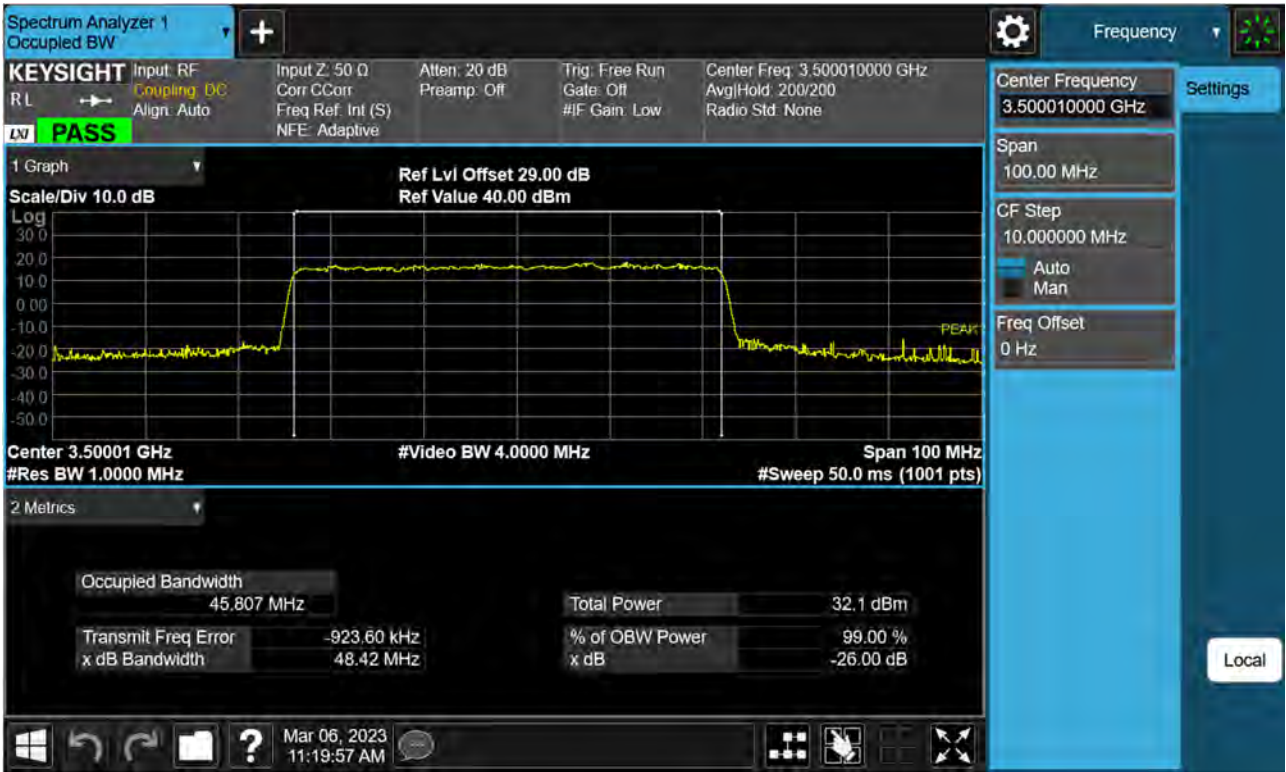 Spectrum Analyzer 1
Occupied BW
+
Frequency
KEYSIGHT
R L
LXI
PASS
Input: RF
Coupling: DC
Align: Auto
Input Z: 50 Ω
Corr CCorr
Freq Ref: Int (S)
NFE: Adaptive
Atten: 20 dB
Preamp: Off
Trig: Free Run
Gate: Off
#IF Gain: Low
Center Freq: 3.500010000 GHz
Avg|Hold: 200/200
Radio Std: None
Center Frequency
3.500010000 GHz
Settings
Span
100.00 MHz
CF Step
10.000000 MHz
Auto
Man
Freq Offset
0 Hz
Local
1 Graph
Scale/Div 10.0 dB
Ref Lvl Offset 29.00 dB
Ref Value 40.00 dBm
Log
30.0
20.0
10.0
0.00
-10.0
-20.0
-30.0
-40.0
-50.0
PEAK
Center 3.50001 GHz
#Res BW 1.0000 MHz
#Video BW 4.0000 MHz
Span 100 MHz
#Sweep 50.0 ms (1001 pts)
2 Metrics
Occupied Bandwidth
45.807 MHz
Total Power 32.1 dBm
Transmit Freq Error -923.60 kHz
% of OBW Power 99.00 %
x dB Bandwidth 48.42 MHz
x dB -26.00 dB
?
Mar 06, 2023
11:19:57 AM